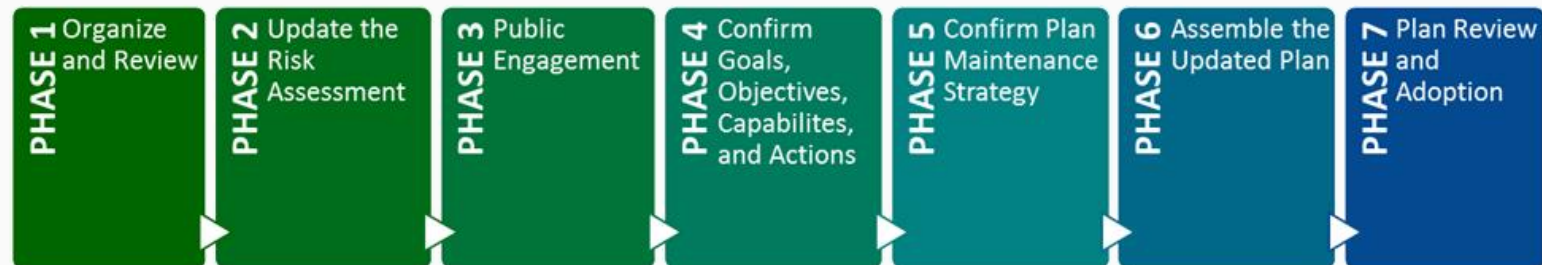 PHASE 1
Organize
and Review
PHASE 2
Update the
Risk
Assessment
PHASE 3
Public
Engagement
PHASE 4
Confirm
Goals,
Objectives,
Capabilites,
and Actions
PHASE 5
Confirm Plan
Maintenance
Strategy
PHASE 6
Assemble the
Updated Plan
PHASE 7
Plan Review
and
Adoption